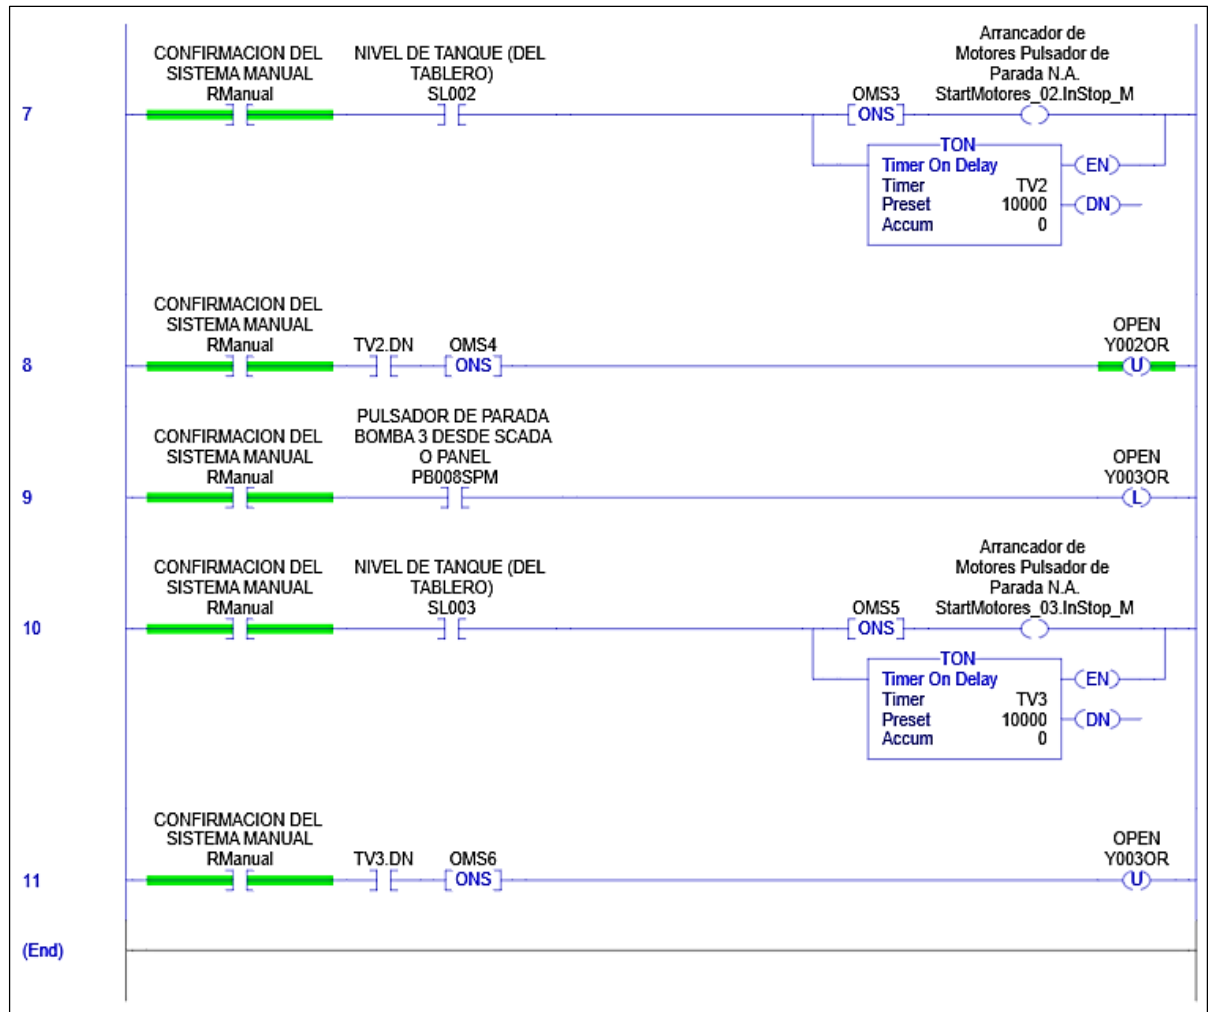 CONFIRMACION DEL
SISTEMA MANUAL
RManual
NIVEL DE TANQUE (DEL
TABLERO)
SL002
Arrancador de
Motores Pulsador de
Parada N.A.
StartMotores_02.InStop_M
7
OMS3
ONS
TON
Timer On Delay
Timer TV2
Preset 10000
Accum 0
EN
DN
CONFIRMACION DEL
SISTEMA MANUAL
RManual
TV2.DN
OMS4
ONS
OPEN
Y002OR
U
8
CONFIRMACION DEL
SISTEMA MANUAL
RManual
PULSADOR DE PARADA
BOMBA 3 DESDE SCADA
O PANEL
PB008SPM
OPEN
Y003OR
L
9
CONFIRMACION DEL
SISTEMA MANUAL
RManual
NIVEL DE TANQUE (DEL
TABLERO)
SL003
Arrancador de
Motores Pulsador de
Parada N.A.
StartMotores_03.InStop_M
10
OMS5
ONS
TON
Timer On Delay
Timer TV3
Preset 10000
Accum 0
EN
DN
CONFIRMACION DEL
SISTEMA MANUAL
RManual
TV3.DN
OMS6
ONS
OPEN
Y003OR
U
11
(End)